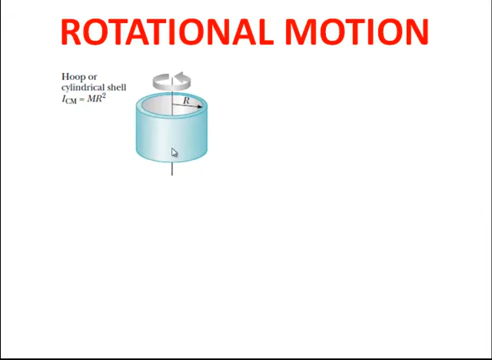 ROTATIONAL MOTION
Hoop or
cylindrical shell
I_CM = MR²
R